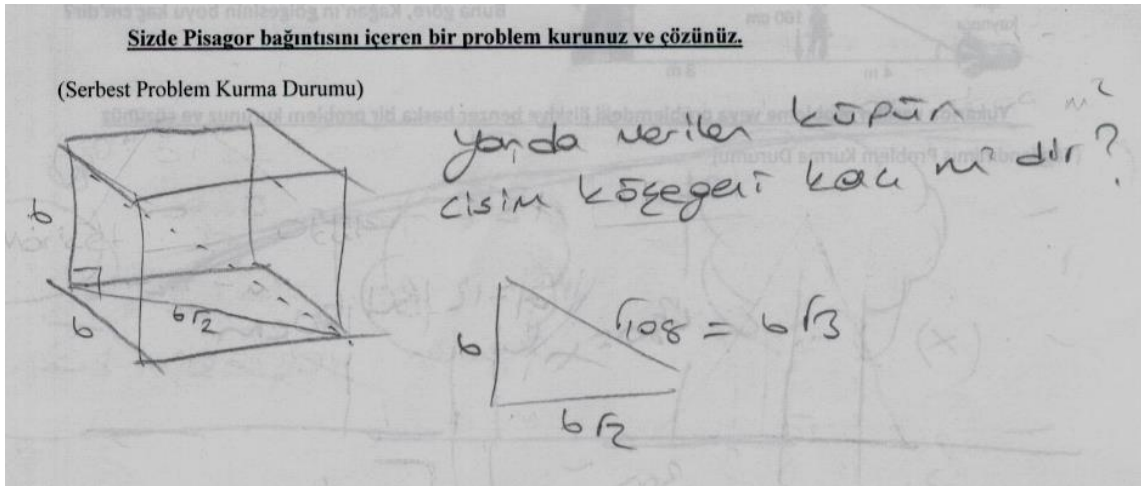 Sizde Pisagor bağıntısını içeren bir problem kurunuz ve çözünüz.
(Serbest Problem Kurma Durumu)
yanda verilen küpün
cisim köşegeni kaç m² dir?
m²
6
6
6√2
6
√108 = 6√3
6√2